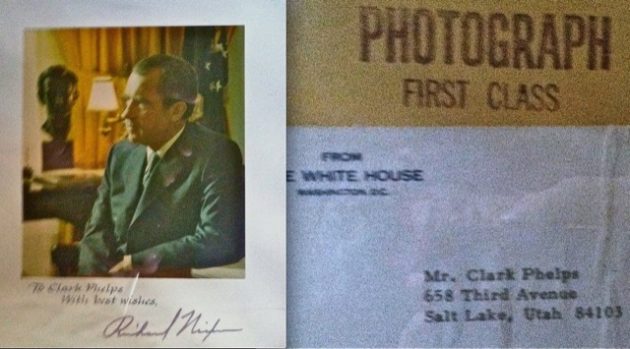 To Clark Phelps
With best wishes,
Richard Nixon
PHOTOGRAPH
FIRST CLASS
FROM
E WHITE HOUSE
WASHINGTON, D.C.
Mr. Clark Phelps
658 Third Avenue
Salt Lake, Utah 84103